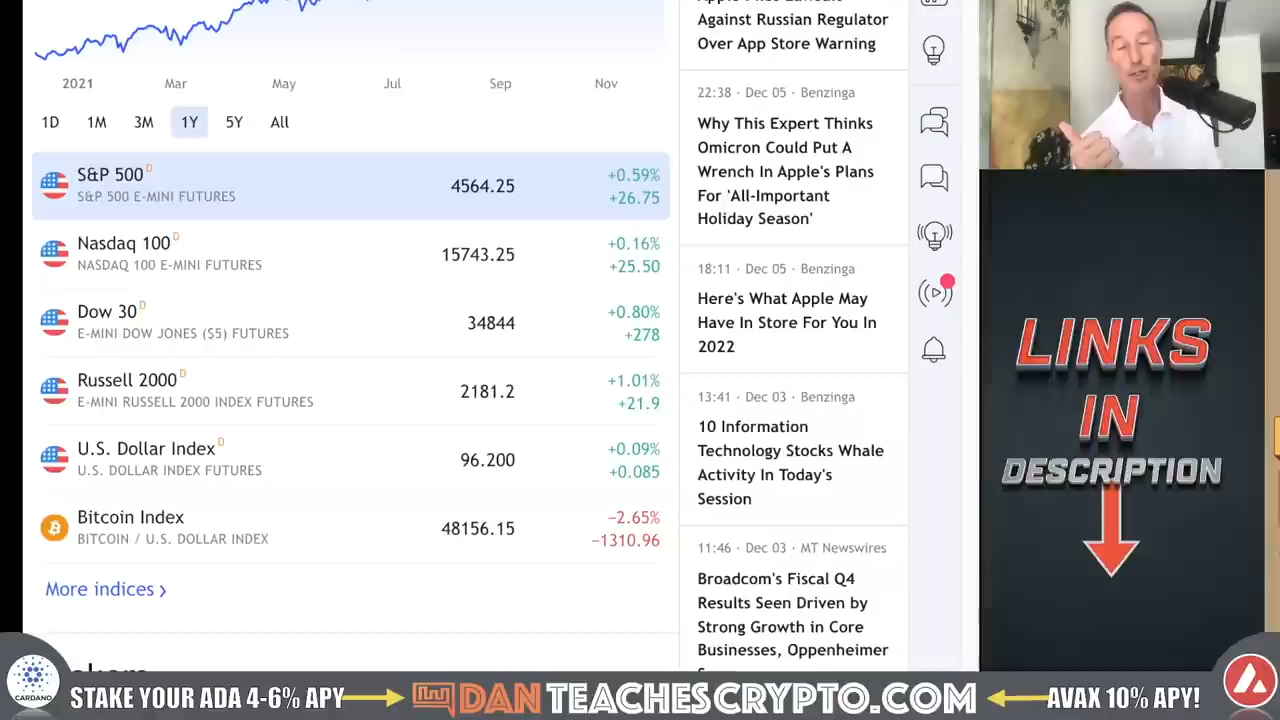 2021 Mar May Jul Sep Nov
1D 1M 3M 1Y 5Y All
S&P 500 D
S&P 500 E-MINI FUTURES
4564.25
+0.59%
+26.75
Nasdaq 100 D
NASDAQ 100 E-MINI FUTURES
15743.25
+0.16%
+25.50
Dow 30 D
E-MINI DOW JONES ($5) FUTURES
34844
+0.80%
+278
Russell 2000 D
E-MINI RUSSELL 2000 INDEX FUTURES
2181.2
+1.01%
+21.9
U.S. Dollar Index D
U.S. DOLLAR INDEX FUTURES
96.200
+0.09%
+0.085
Bitcoin Index
BITCOIN / U.S. DOLLAR INDEX
48156.15
−2.65%
−1310.96
More indices ›
Against Russian Regulator
Over App Store Warning
22:38 · Dec 05 · Benzinga
Why This Expert Thinks
Omicron Could Put A
Wrench In Apple's Plans
For 'All-Important
Holiday Season'
18:11 · Dec 05 · Benzinga
Here's What Apple May
Have In Store For You In
2022
13:41 · Dec 03 · Benzinga
10 Information
Technology Stocks Whale
Activity In Today's
Session
11:46 · Dec 03 · MT Newswires
Broadcom's Fiscal Q4
Results Seen Driven by
Strong Growth in Core
Businesses, Oppenheimer
LINKS
IN
DESCRIPTION
CARDANO
STAKE YOUR ADA 4-6% APY
DANTEACHESCRYPTO.COM
AVAX 10% APY!